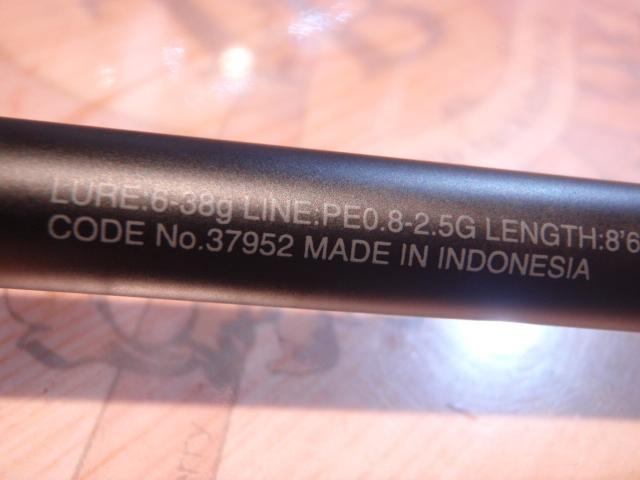 LURE:6-38g LINE:PE0.8-2.5G LENGTH:8'6
CODE No.37952 MADE IN INDONESIA